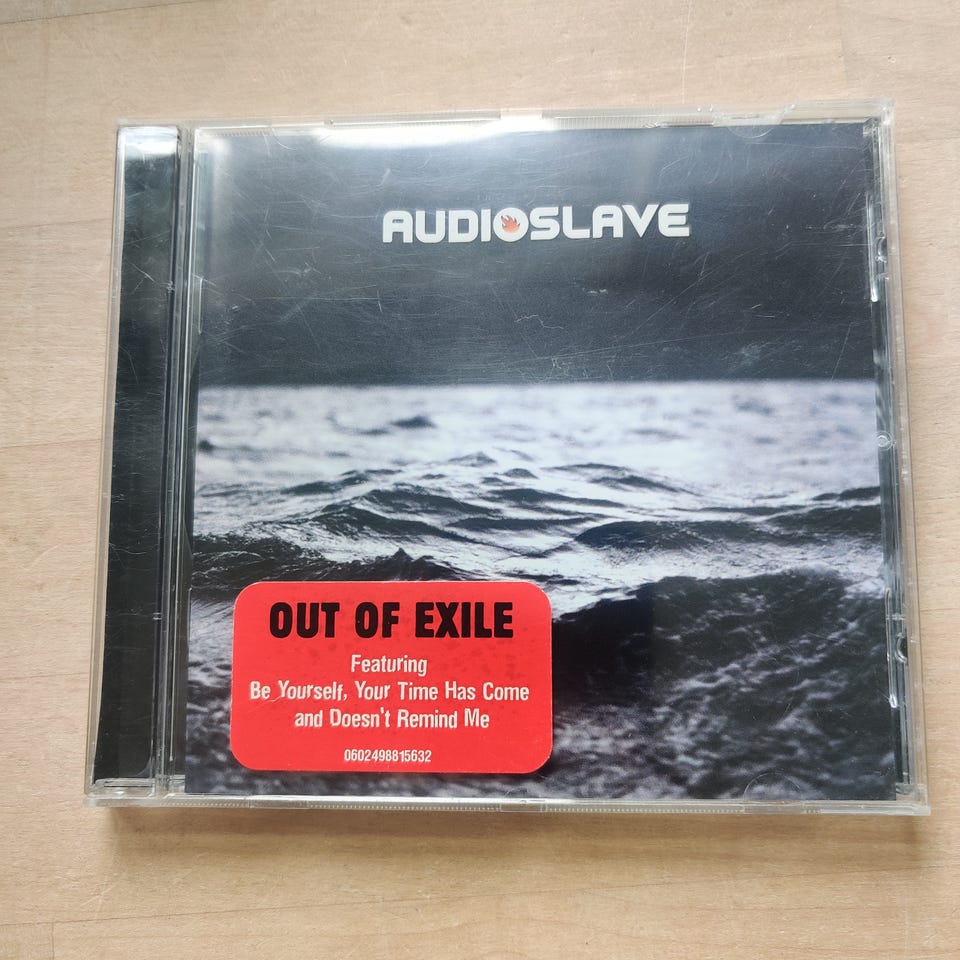 AUDIOSLAVE
OUT OF EXILE
Featuring
Be Yourself, Your Time Has Come
and Doesn't Remind Me
0602498815632